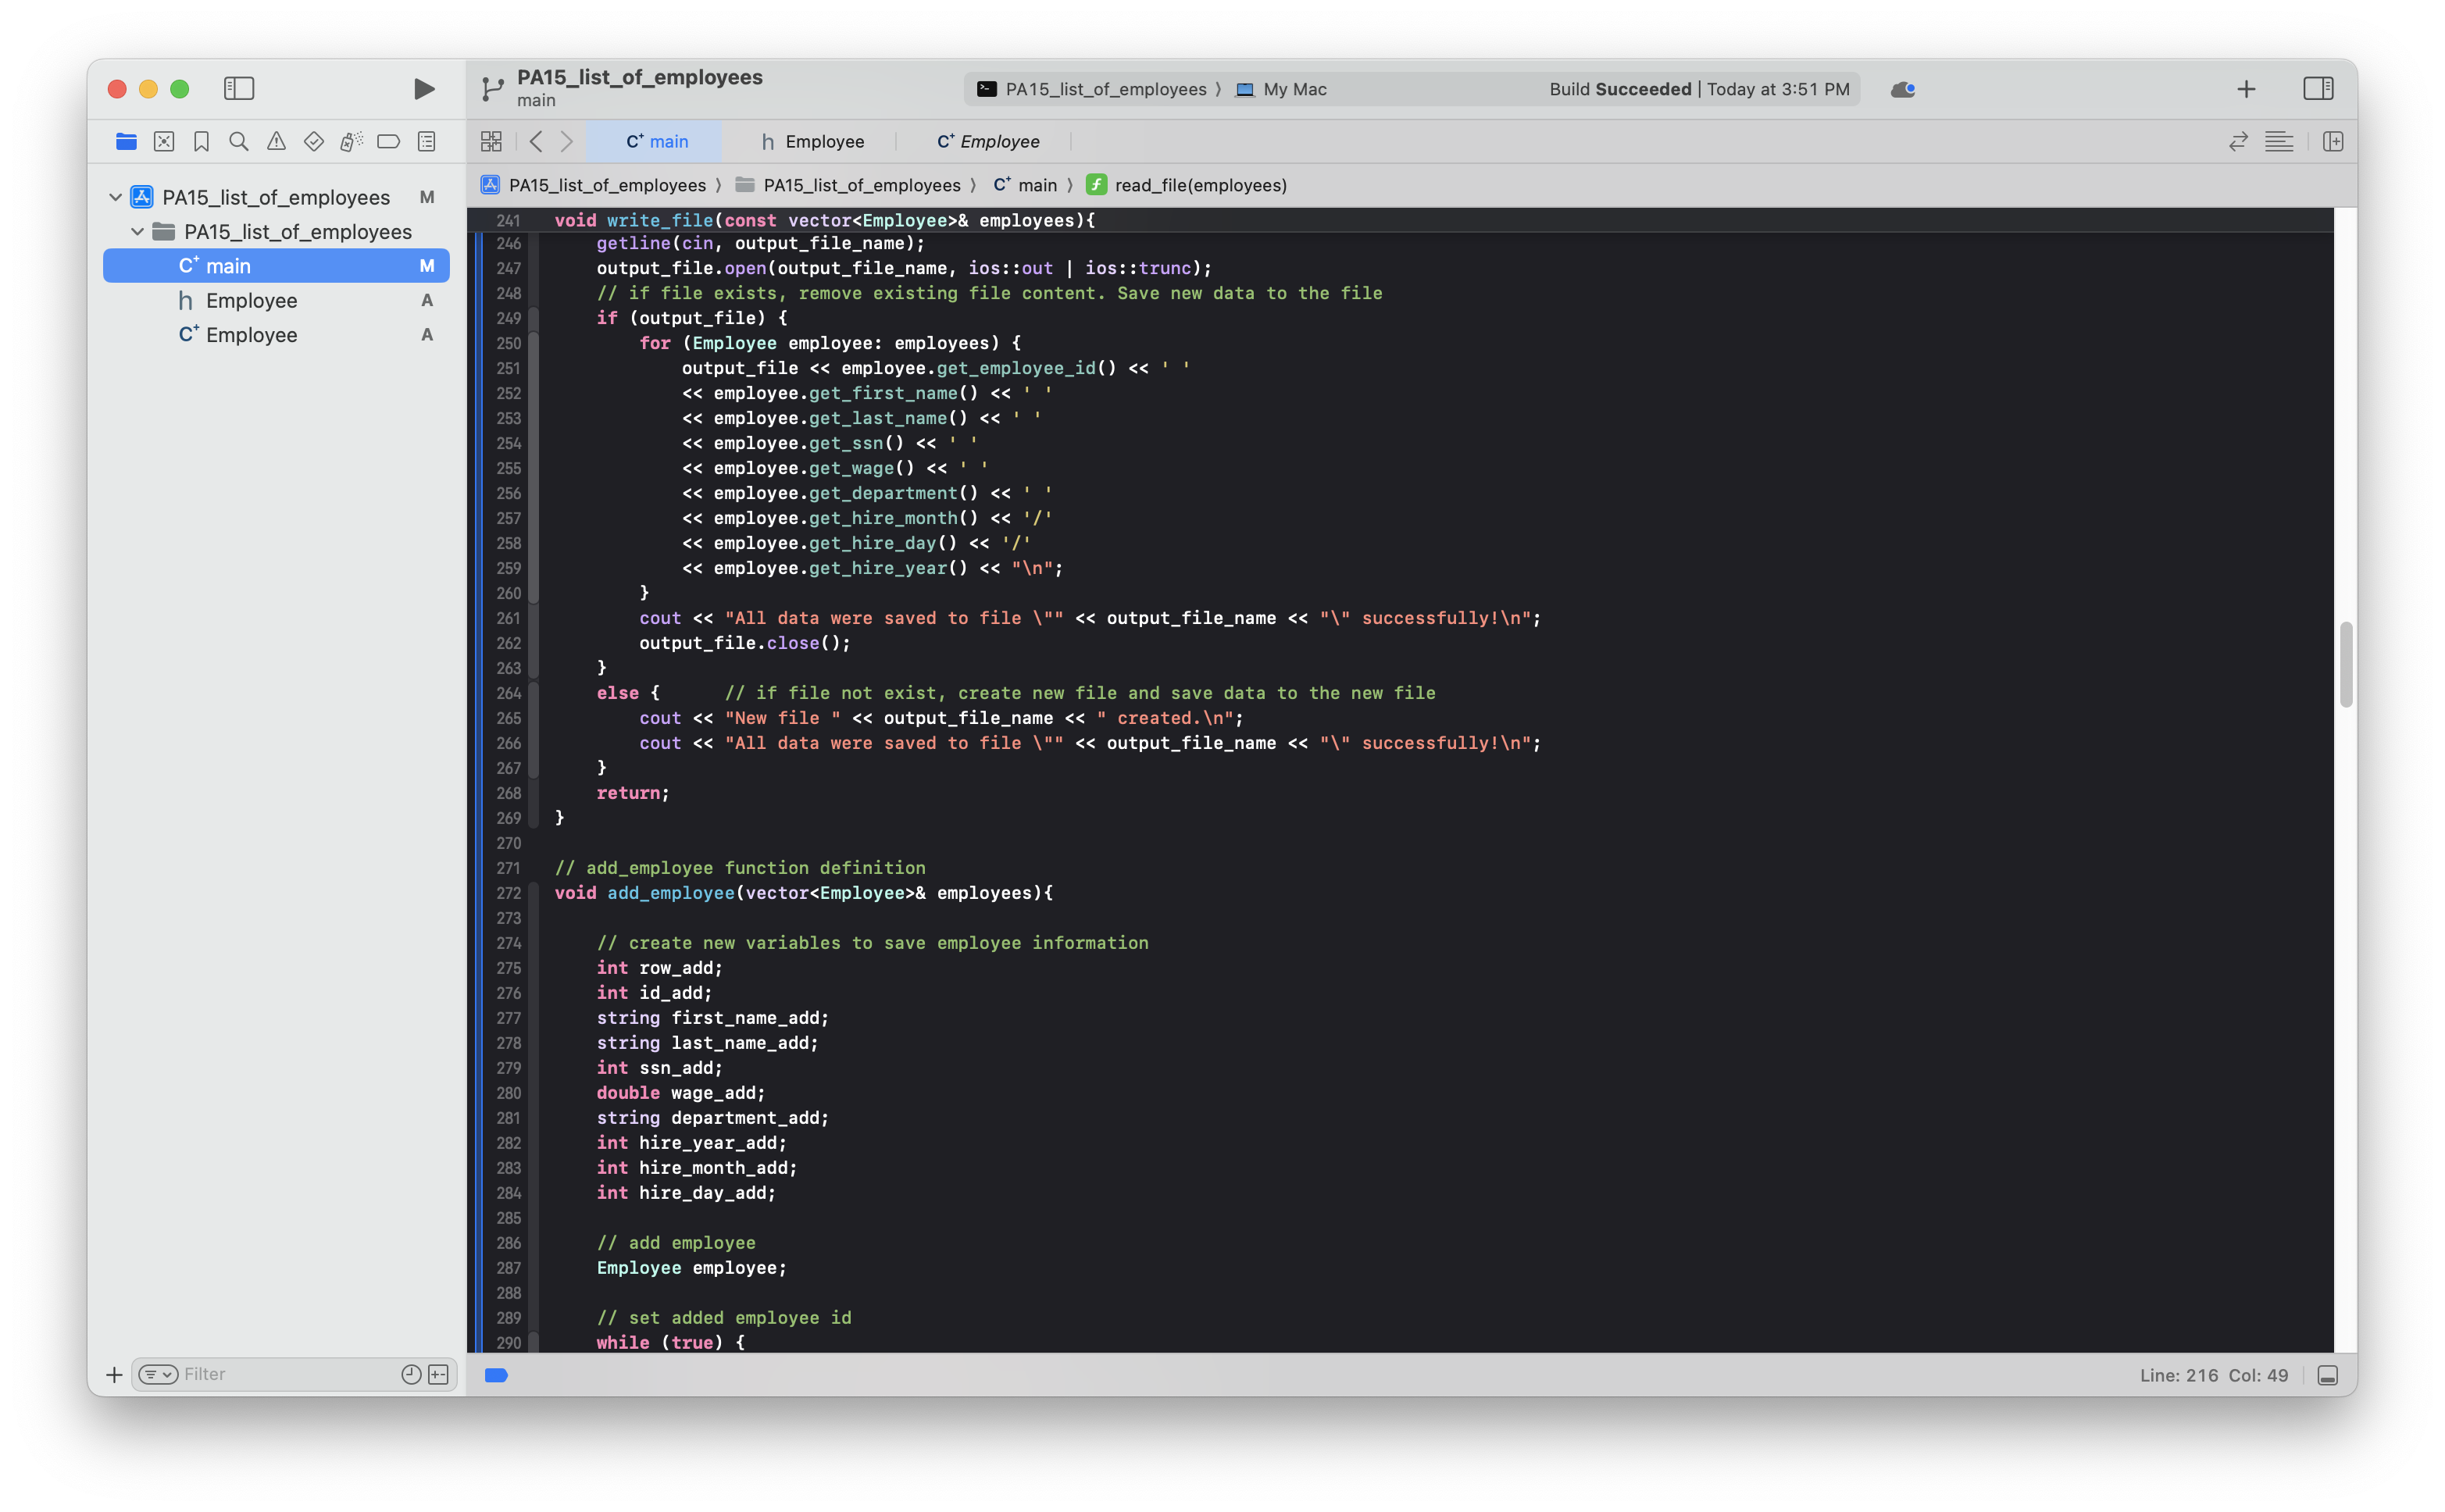 PA15_list_of_employees
main
PA15_list_of_employees 〉 My Mac
Build Succeeded | Today at 3:51 PM
main
Employee
Employee
PA15_list_of_employees 〉 PA15_list_of_employees 〉 main 〉 read_file(employees)
PA15_list_of_employees M
PA15_list_of_employees
main M
Employee A
Employee A
241 void write_file(const vector<Employee>& employees){
246     getline(cin, output_file_name);
247     output_file.open(output_file_name, ios::out | ios::trunc);
248     // if file exists, remove existing file content. Save new data to the file
249     if (output_file) {
250         for (Employee employee: employees) {
251             output_file << employee.get_employee_id() << ' '
252             << employee.get_first_name() << ' '
253             << employee.get_last_name() << ' '
254             << employee.get_ssn() << ' '
255             << employee.get_wage() << ' '
256             << employee.get_department() << ' '
257             << employee.get_hire_month() << '/'
258             << employee.get_hire_day() << '/'
259             << employee.get_hire_year() << "\n";
260         }
261         cout << "All data were saved to file \"" << output_file_name << "\" successfully!\n";
262         output_file.close();
263     }
264     else {      // if file not exist, create new file and save data to the new file
265         cout << "New file " << output_file_name << " created.\n";
266         cout << "All data were saved to file \"" << output_file_name << "\" successfully!\n";
267     }
268     return;
269 }
270
271 // add_employee function definition
272 void add_employee(vector<Employee>& employees){
273
274     // create new variables to save employee information
275     int row_add;
276     int id_add;
277     string first_name_add;
278     string last_name_add;
279     int ssn_add;
280     double wage_add;
281     string department_add;
282     int hire_year_add;
283     int hire_month_add;
284     int hire_day_add;
285
286     // add employee
287     Employee employee;
288
289     // set added employee id
290     while (true) {
Filter
Line: 216 Col: 49